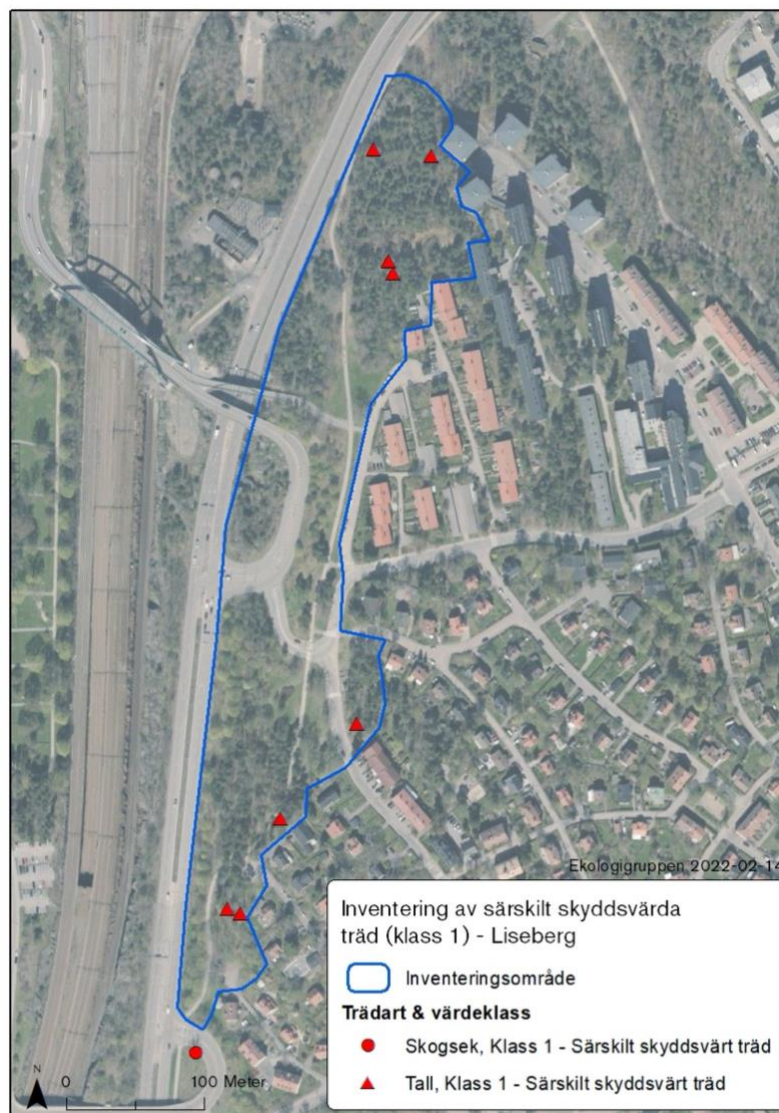 Ekologigruppen 2022-02-14
Inventering av särskilt skyddsvärda
träd (klass 1) - Liseberg
Inventeringsområde
Trädart & värdeklass
Skogsek, Klass 1 - Särskilt skyddsvärt träd
Tall, Klass 1 - Särskilt skyddsvärt träd
N
0 100 Meter